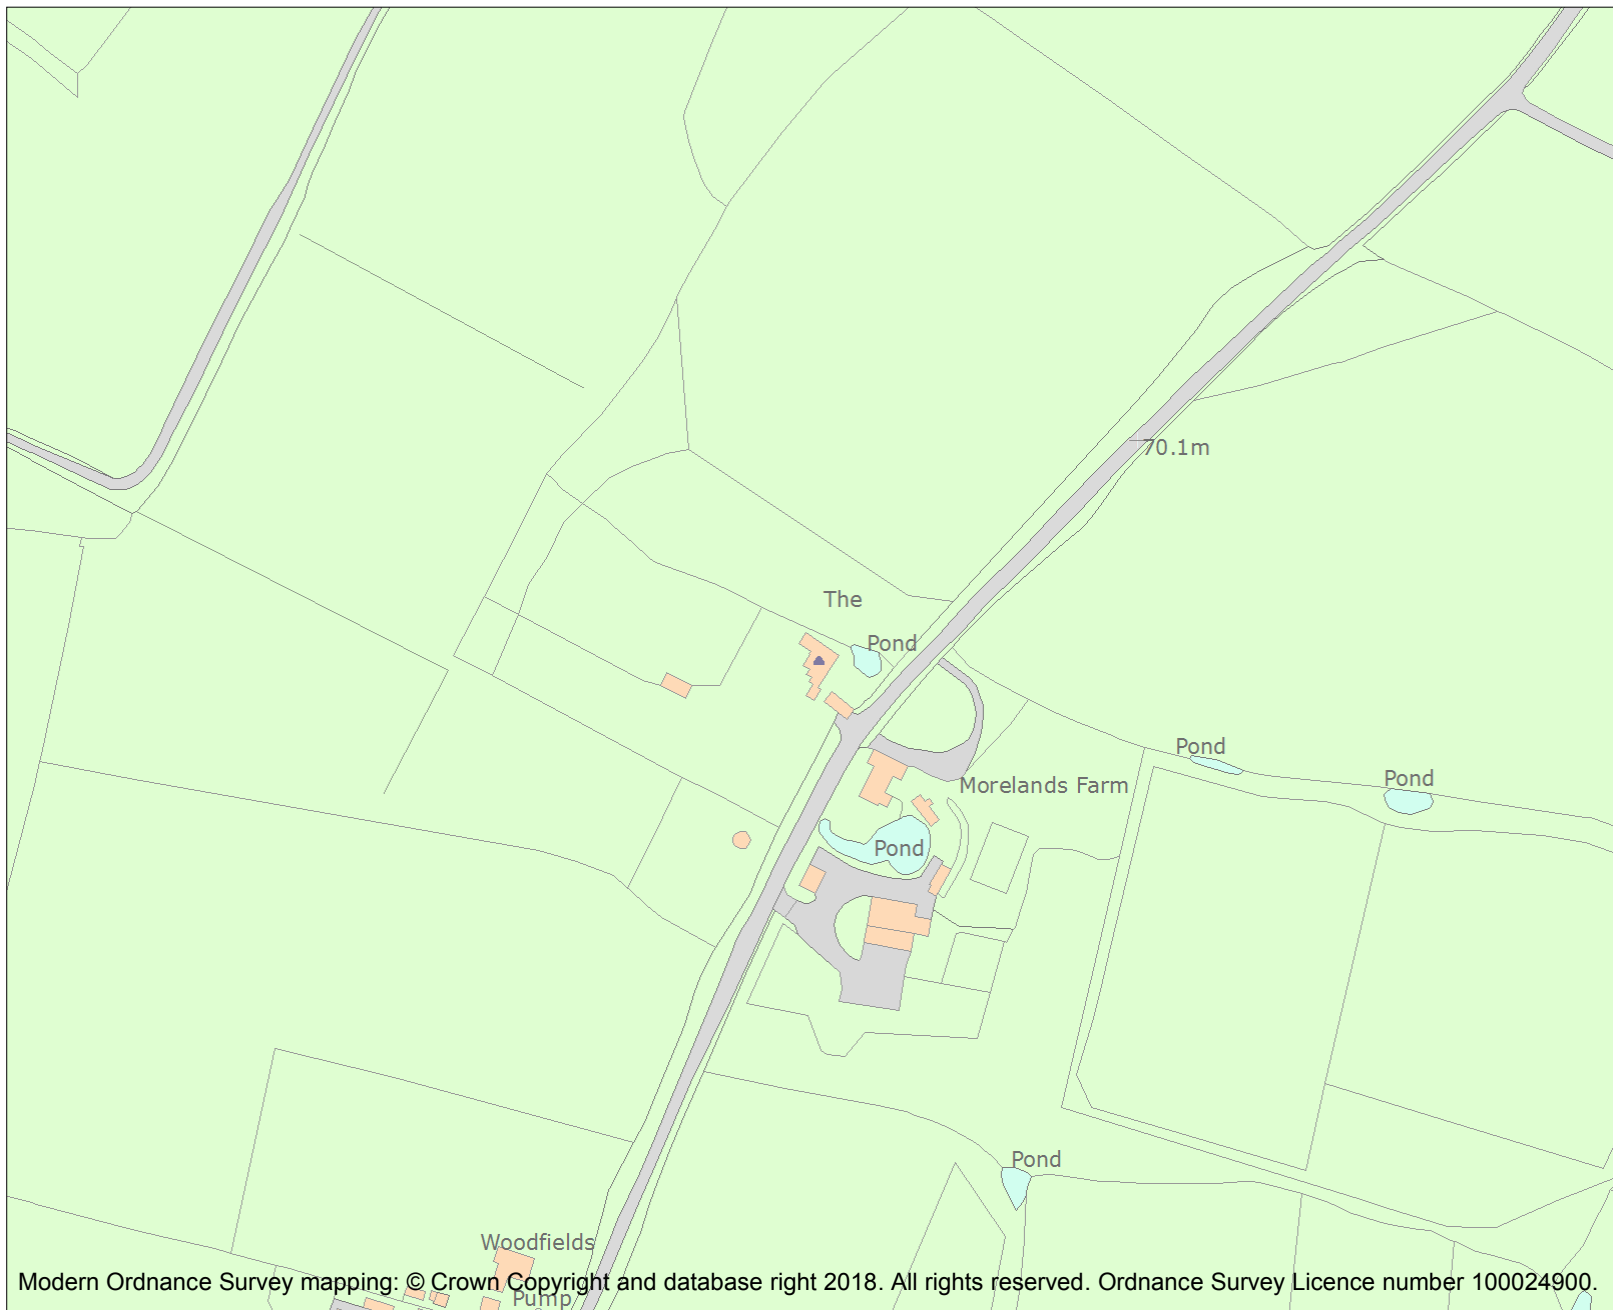 70.1m
The
Pond
Pond
Morelands Farm
Pond
Pond
Pond
Woodfields
Modern Ordnance Survey mapping: © Crown Copyright and database right 2018. All rights reserved. Ordnance Survey Licence number 100024900.
Pump